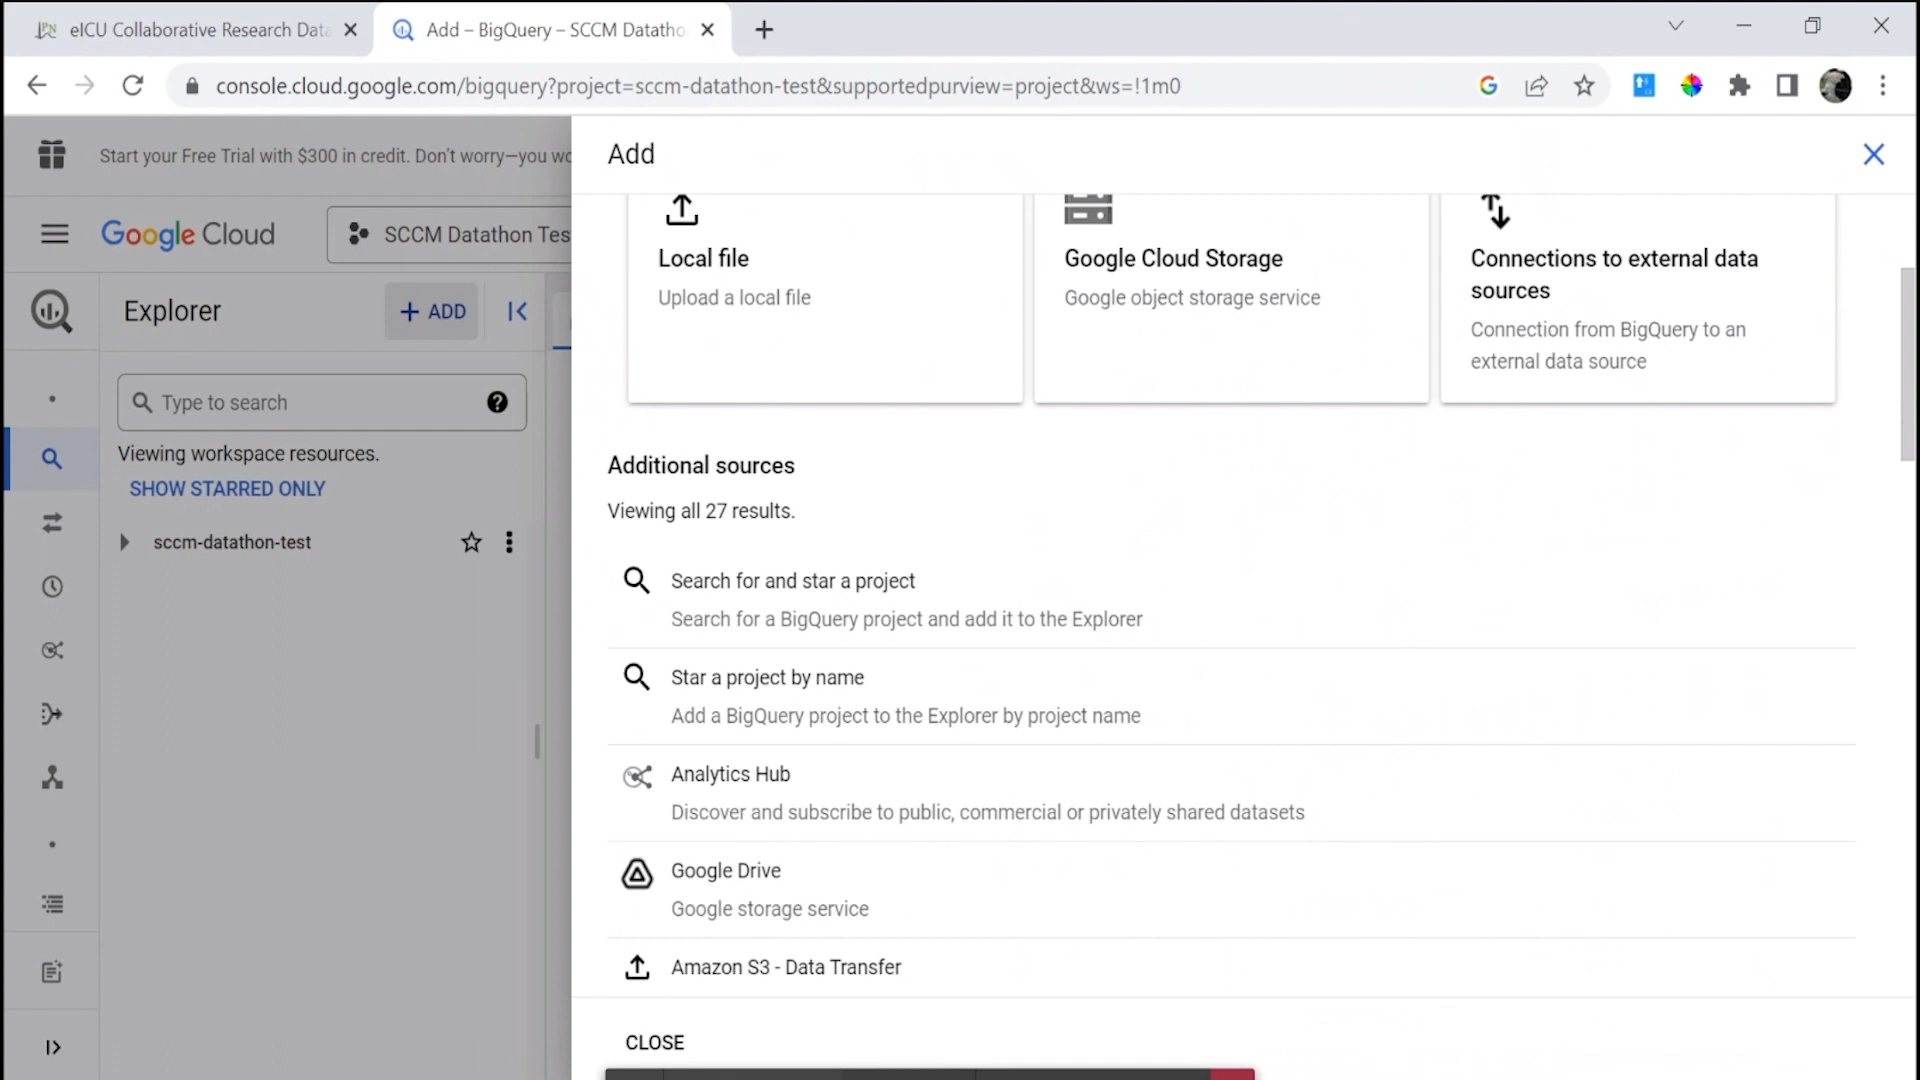 eICU Collaborative Research Data
Add – BigQuery – SCCM Datatho
console.cloud.google.com/bigquery?project=sccm-datathon-test&supportedpurview=project&ws=!1m0
Start your Free Trial with $300 in credit. Don't worry—you wo
Add
Google Cloud
SCCM Datathon Tes
Local file
Upload a local file
Google Cloud Storage
Google object storage service
Connections to external data
sources
Connection from BigQuery to an
external data source
Explorer
+ ADD
Type to search
Viewing workspace resources.
SHOW STARRED ONLY
sccm-datathon-test
Additional sources
Viewing all 27 results.
Search for and star a project
Search for a BigQuery project and add it to the Explorer
Star a project by name
Add a BigQuery project to the Explorer by project name
Analytics Hub
Discover and subscribe to public, commercial or privately shared datasets
Google Drive
Google storage service
Amazon S3 - Data Transfer
CLOSE